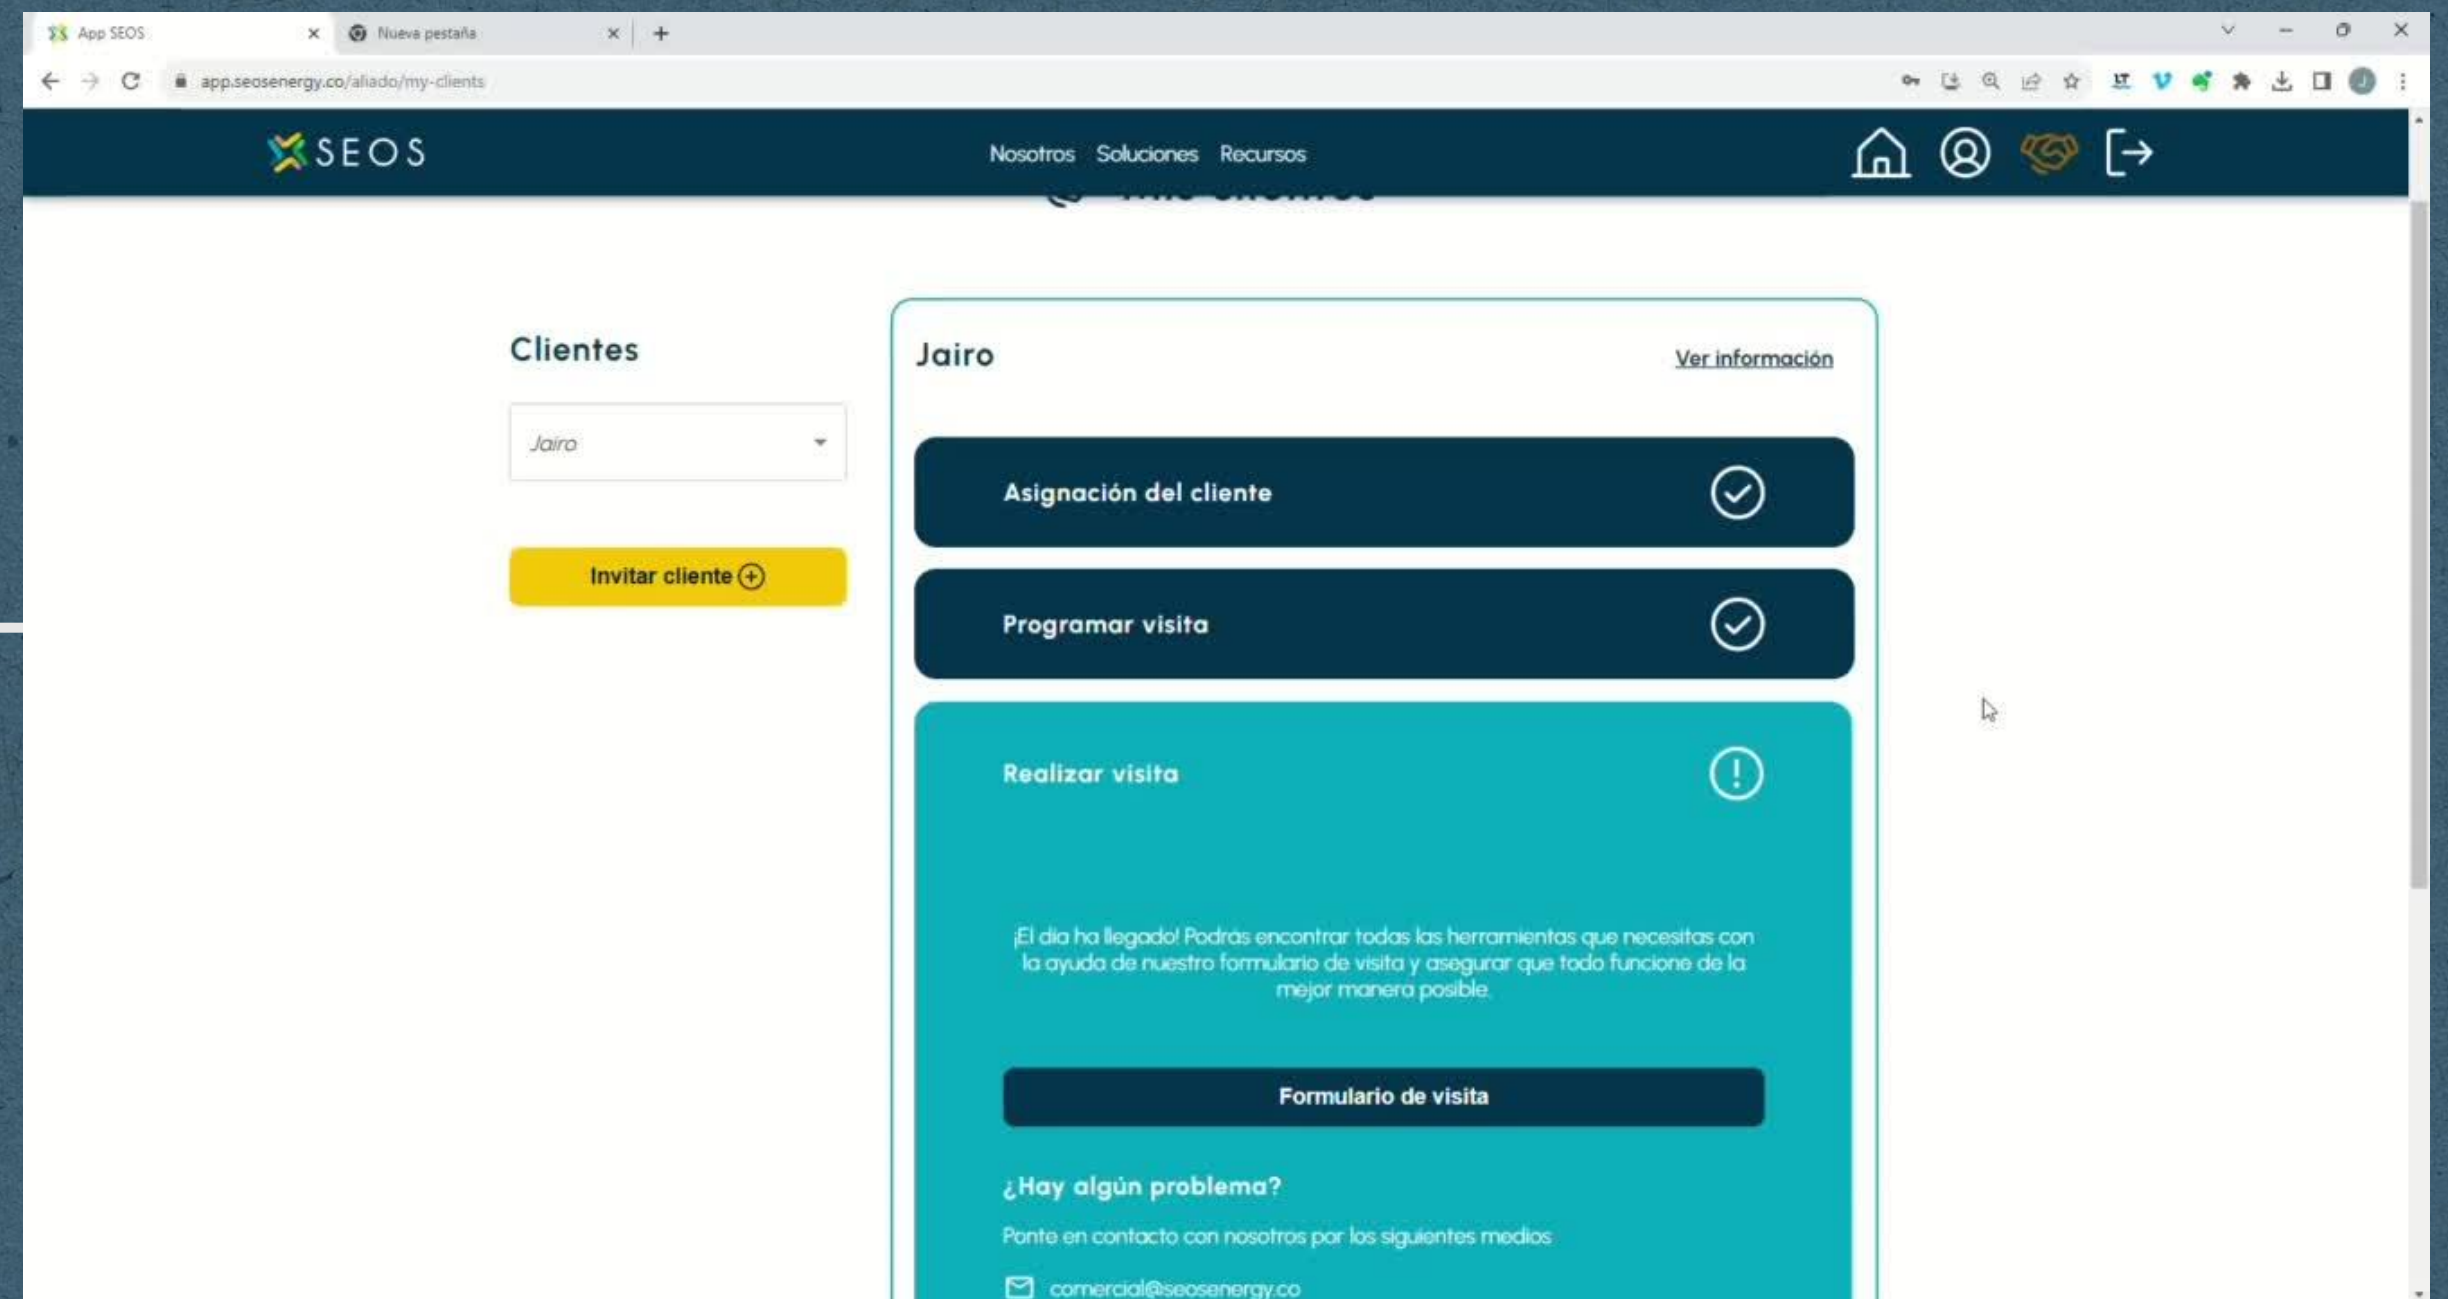 App SEOS
Nueva pestaña
app.seosenergy.co/aliado/my-clients
SEOS
Nosotros Soluciones Recursos
Clientes
Jairo
Invitar cliente
Jairo
Ver información
Asignación del cliente
Programar visita
Realizar visita
¡El día ha llegado! Podrás encontrar todas las herramientas que necesitas con
la ayuda de nuestro formulario de visita y asegurar que todo funcione de la
mejor manera posible.
Formulario de visita
¿Hay algún problema?
Ponte en contacto con nosotros por los siguientes medios
comercial@seosenergy.co